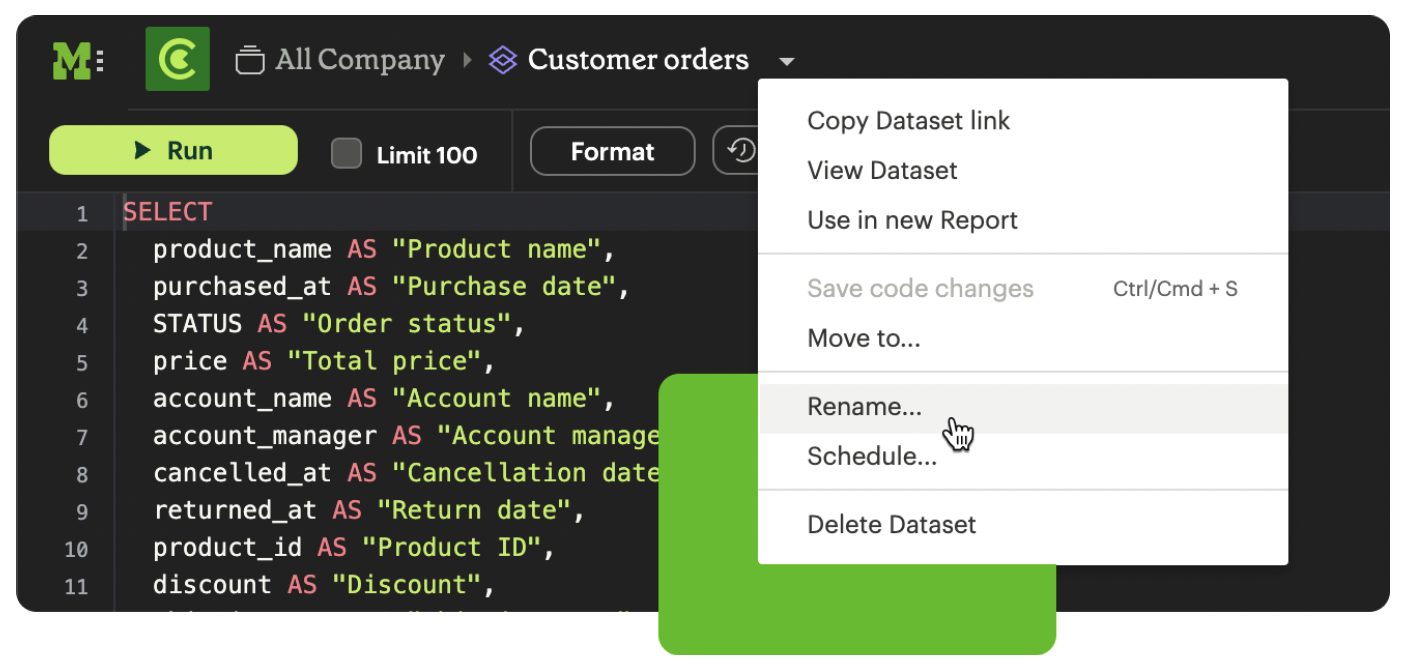 M
C
All Company
Customer orders
Run
Limit 100
Format
1 SELECT
2 product_name AS "Product name",
3 purchased_at AS "Purchase date",
4 STATUS AS "Order status",
5 price AS "Total price",
6 account_name AS "Account name",
7 account_manager AS "Account manage
8 cancelled_at AS "Cancellation date
9 returned_at AS "Return date",
10 product_id AS "Product ID",
11 discount AS "Discount",
Copy Dataset link
View Dataset
Use in new Report
Save code changes Ctrl/Cmd + S
Move to...
Rename...
Schedule...
Delete Dataset